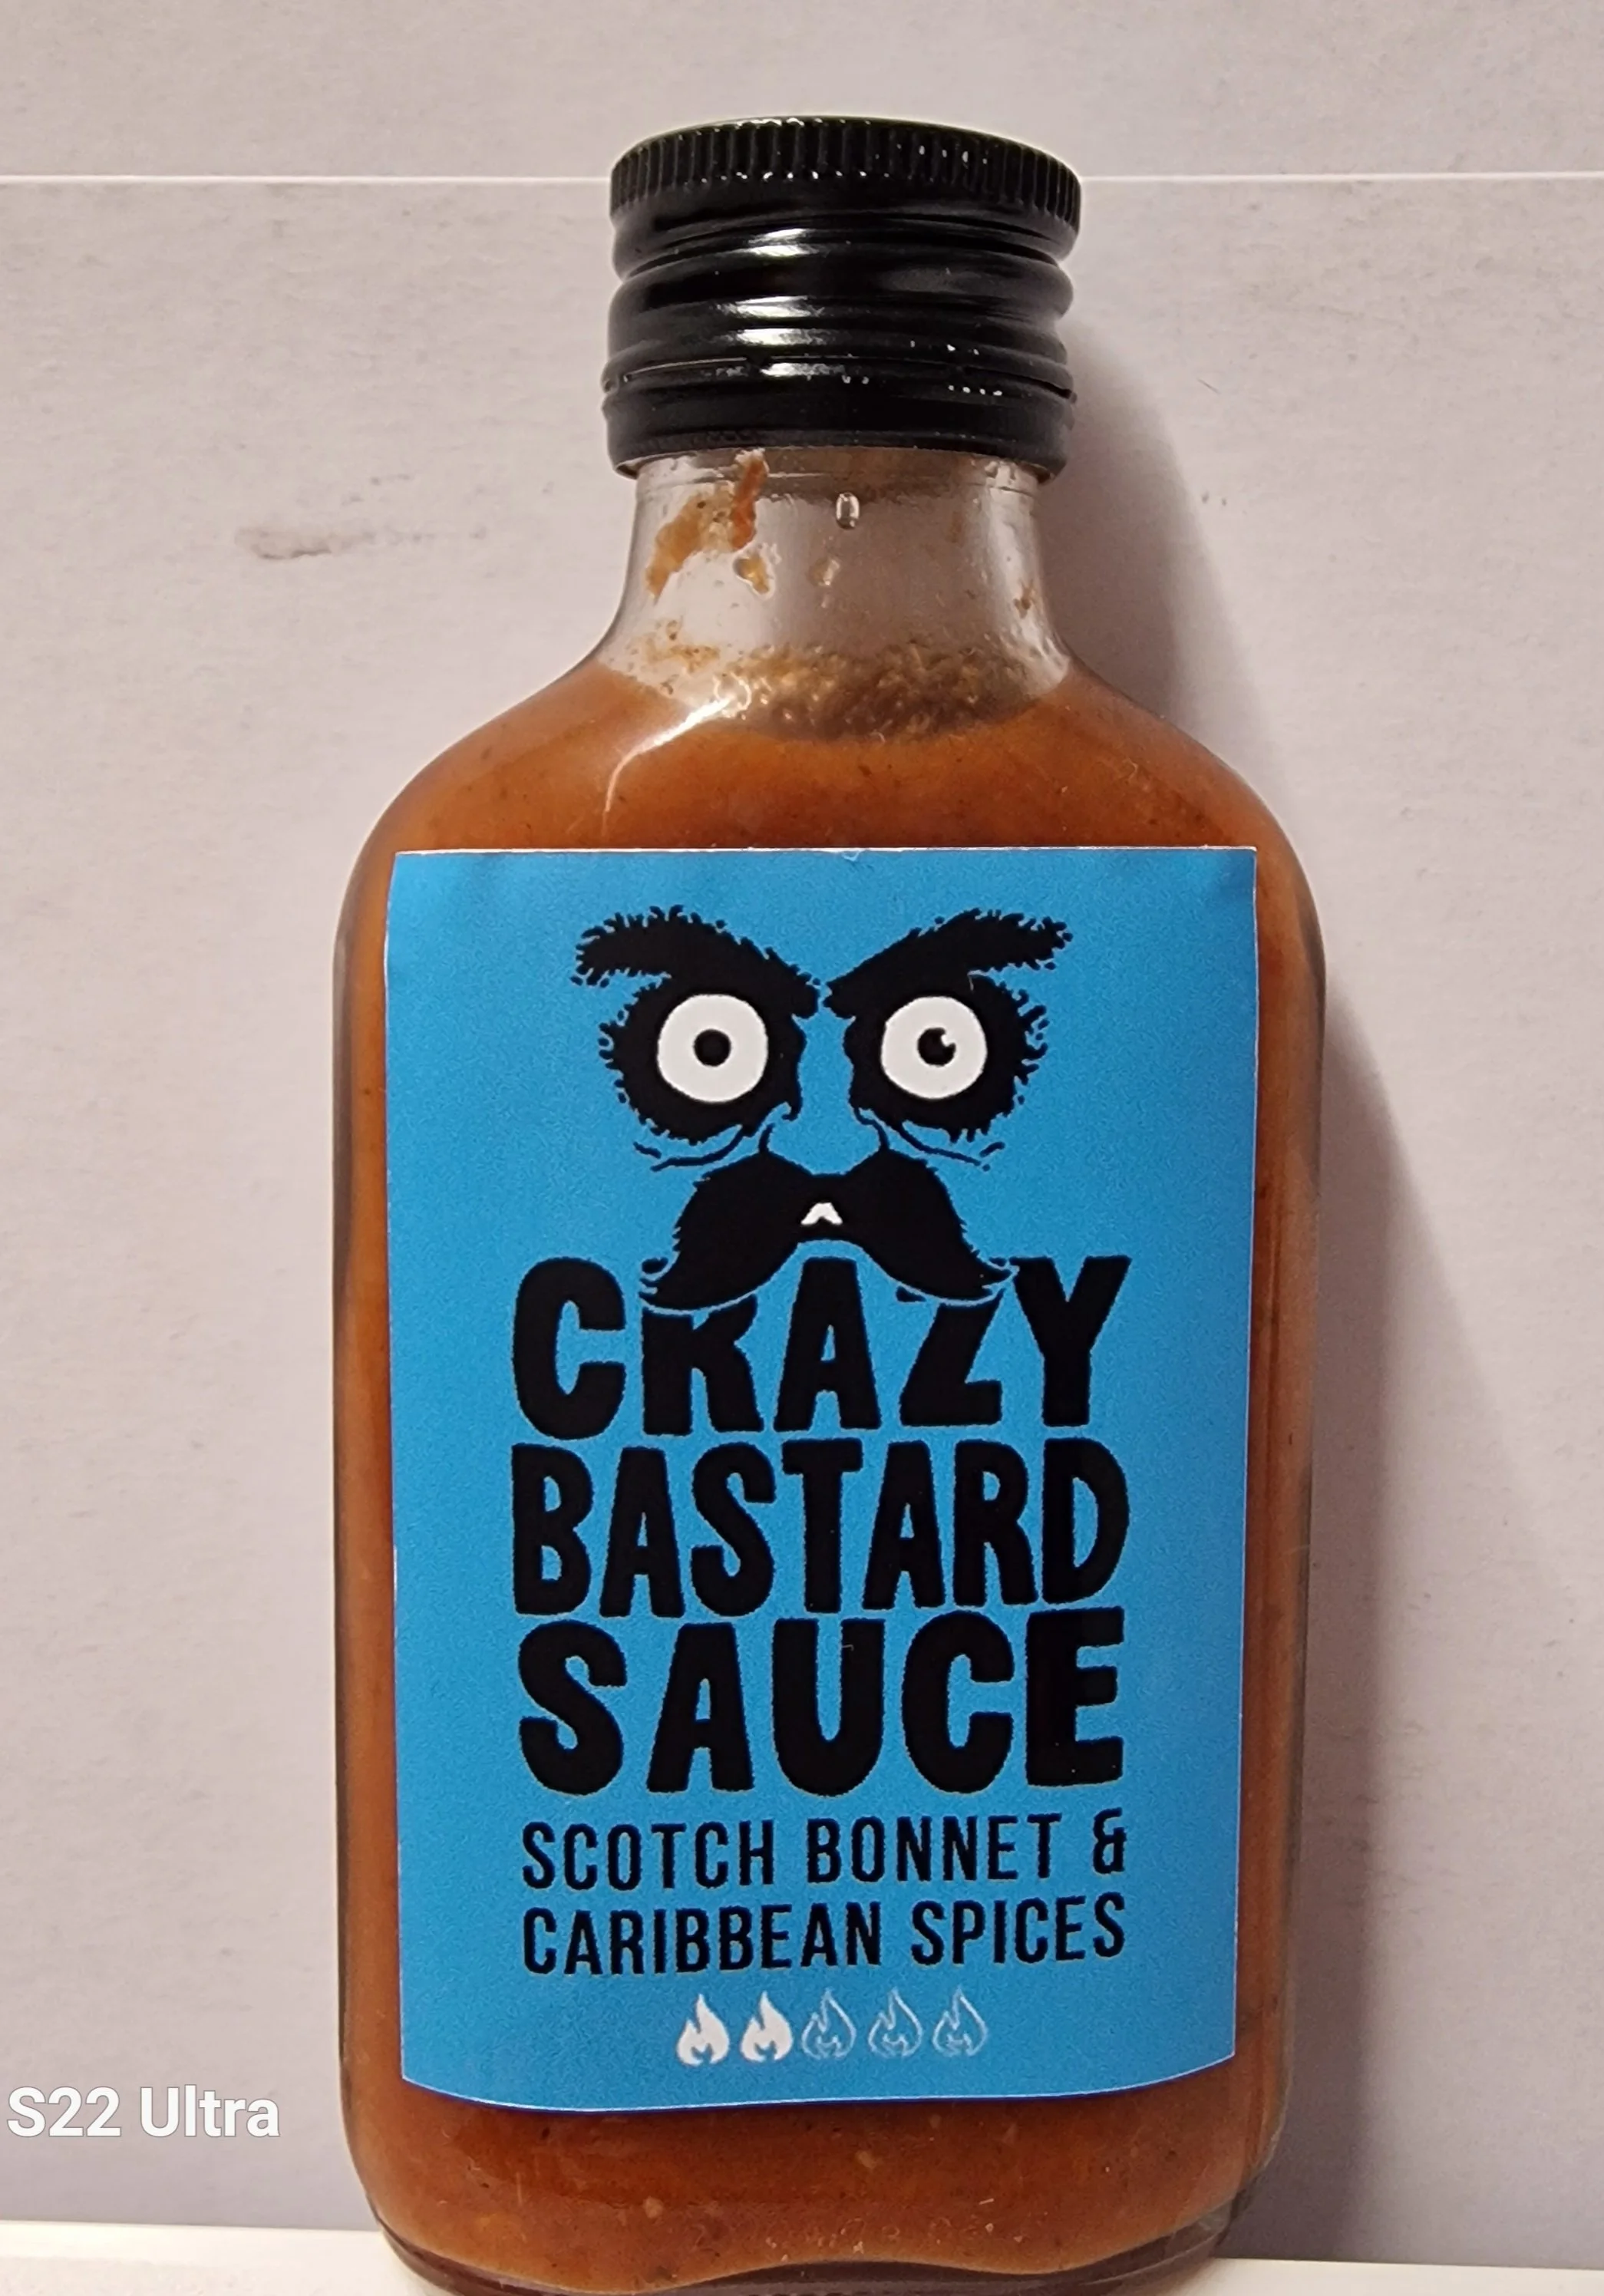 CRAZY
BASTARD
SAUCE
SCOTCH BONNET &
CARIBBEAN SPICES
S22 Ultra